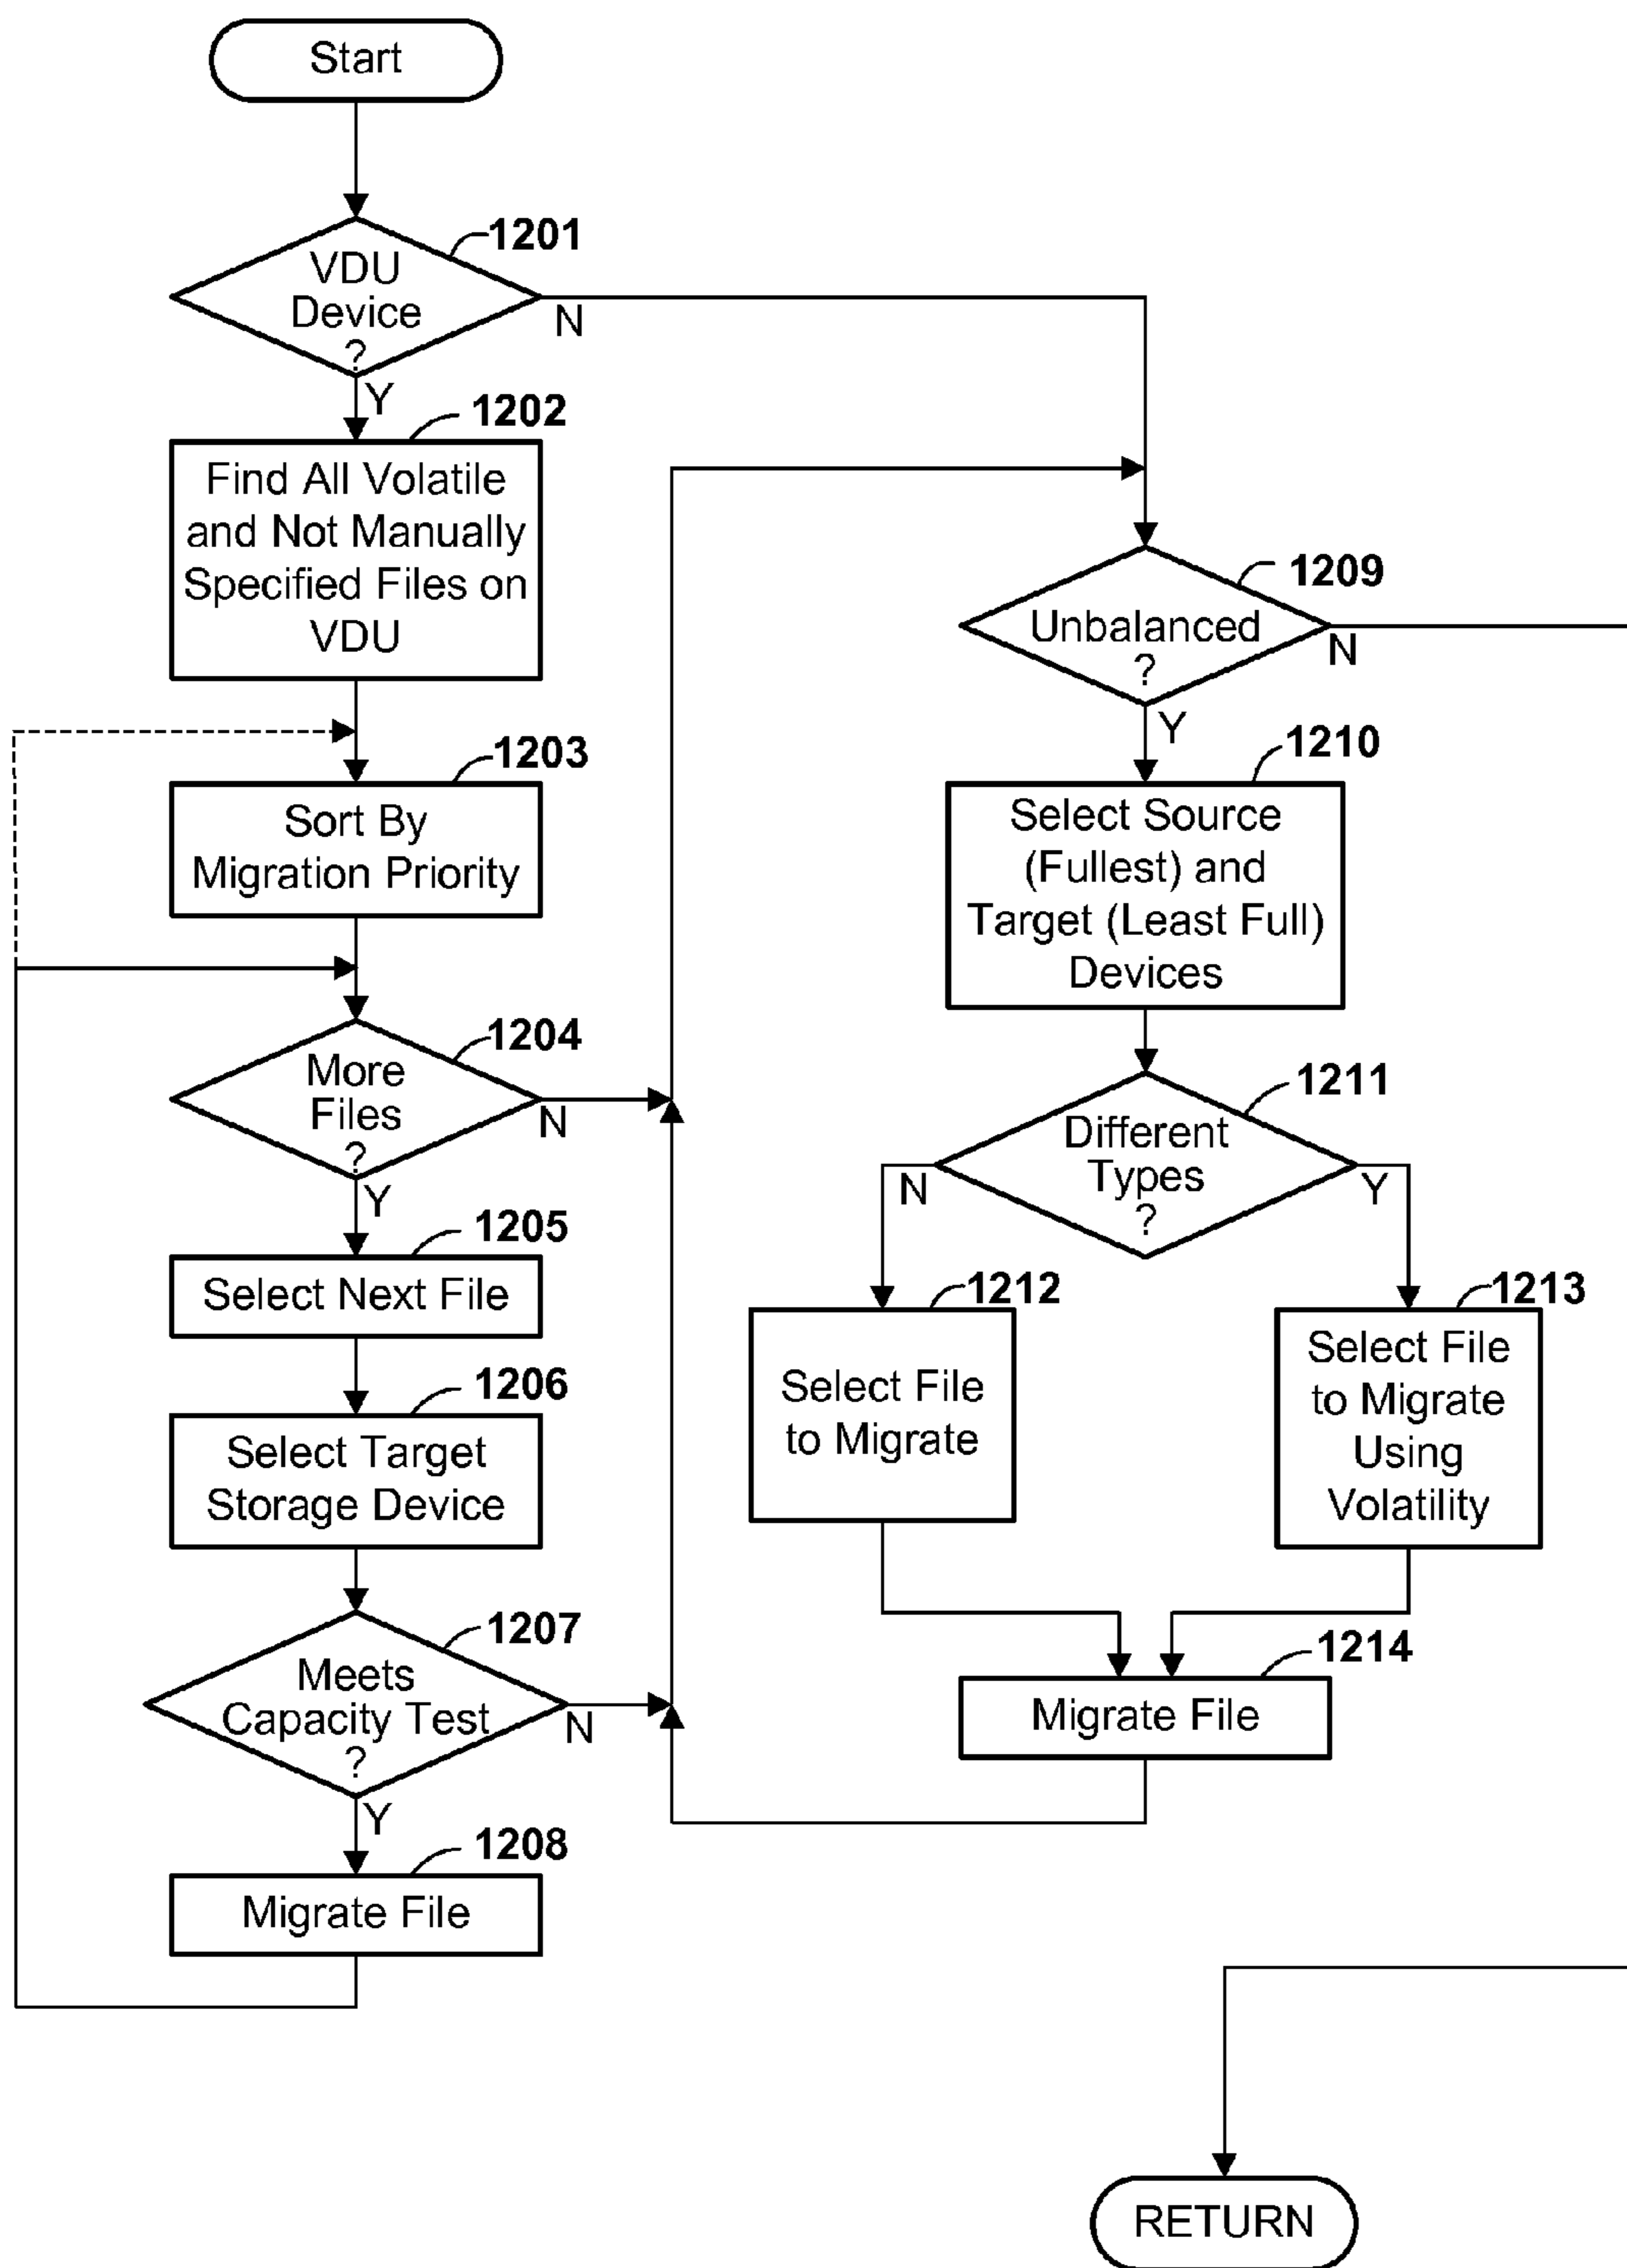 Start
1201
VDU
Device
?
N
Y
1202
Find All Volatile
and Not Manually
Specified Files on
VDU
1203
Sort By
Migration Priority
1204
More
Files
?
N
Y
1205
Select Next File
1206
Select Target
Storage Device
1207
Meets
Capacity Test
?
N
Y
1208
Migrate File
1209
Unbalanced
?
N
Y
1210
Select Source
(Fullest) and
Target (Least Full)
Devices
1211
Different
Types
?
N
Y
1212
Select File
to Migrate
1213
Select File
to Migrate
Using
Volatility
1214
Migrate File
RETURN